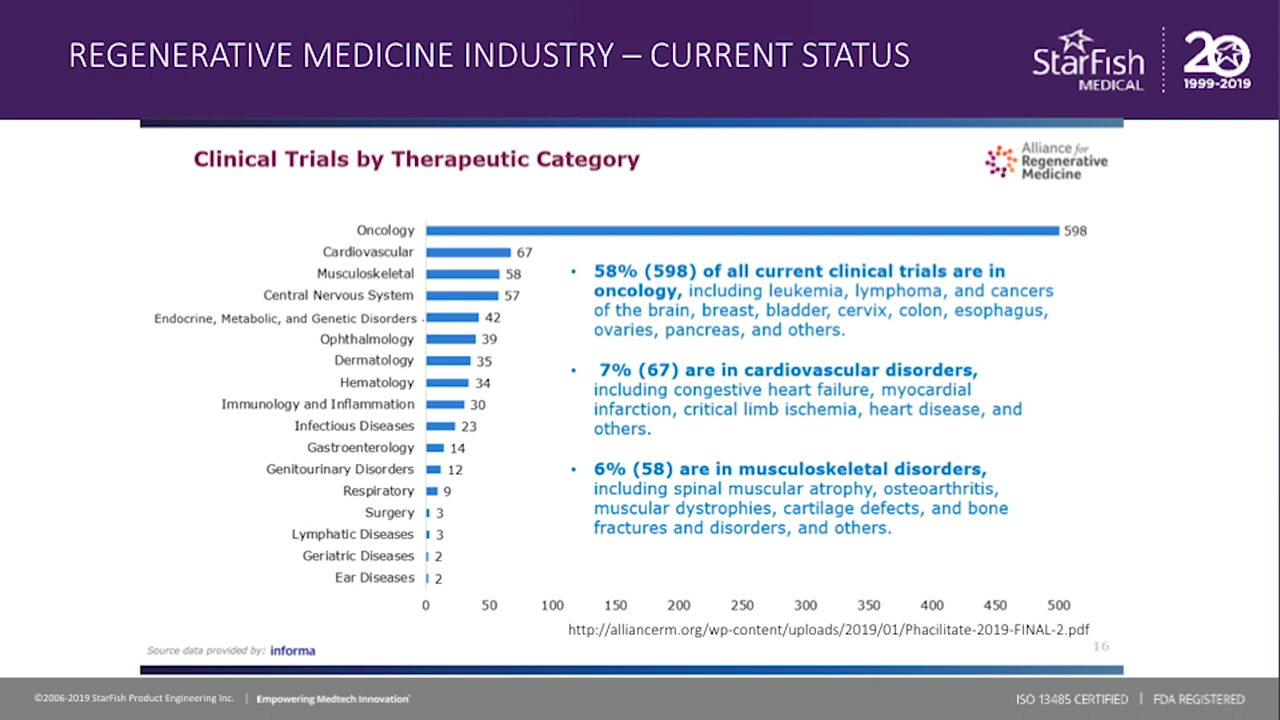 REGENERATIVE MEDICINE INDUSTRY – CURRENT STATUS
StarFish
MEDICAL
20
1999-2019
Clinical Trials by Therapeutic Category
Alliance for
Regenerative
Medicine
Oncology 598
Cardiovascular 67
Musculoskeletal 58
Central Nervous System 57
Endocrine, Metabolic, and Genetic Disorders 42
Ophthalmology 39
Dermatology 35
Hematology 34
Immunology and Inflammation 30
Infectious Diseases 23
Gastroenterology 14
Genitourinary Disorders 12
Respiratory 9
Surgery 3
Lymphatic Diseases 3
Geriatric Diseases 2
Ear Diseases 2
0 50 100 150 200 250 300 350 400 450 500
• 58% (598) of all current clinical trials are in
oncology, including leukemia, lymphoma, and cancers
of the brain, breast, bladder, cervix, colon, esophagus,
ovaries, pancreas, and others.
• 7% (67) are in cardiovascular disorders,
including congestive heart failure, myocardial
infarction, critical limb ischemia, heart disease, and
others.
• 6% (58) are in musculoskeletal disorders,
including spinal muscular atrophy, osteoarthritis,
muscular dystrophies, cartilage defects, and bone
fractures and disorders, and others.
http://alliancerm.org/wp-content/uploads/2019/01/Phacilitate-2019-FINAL-2.pdf
16
Source data provided by: informa
©2006-2019 StarFish Product Engineering Inc. | Empowering Medtech Innovation
ISO 13485 CERTIFIED | FDA REGISTERED